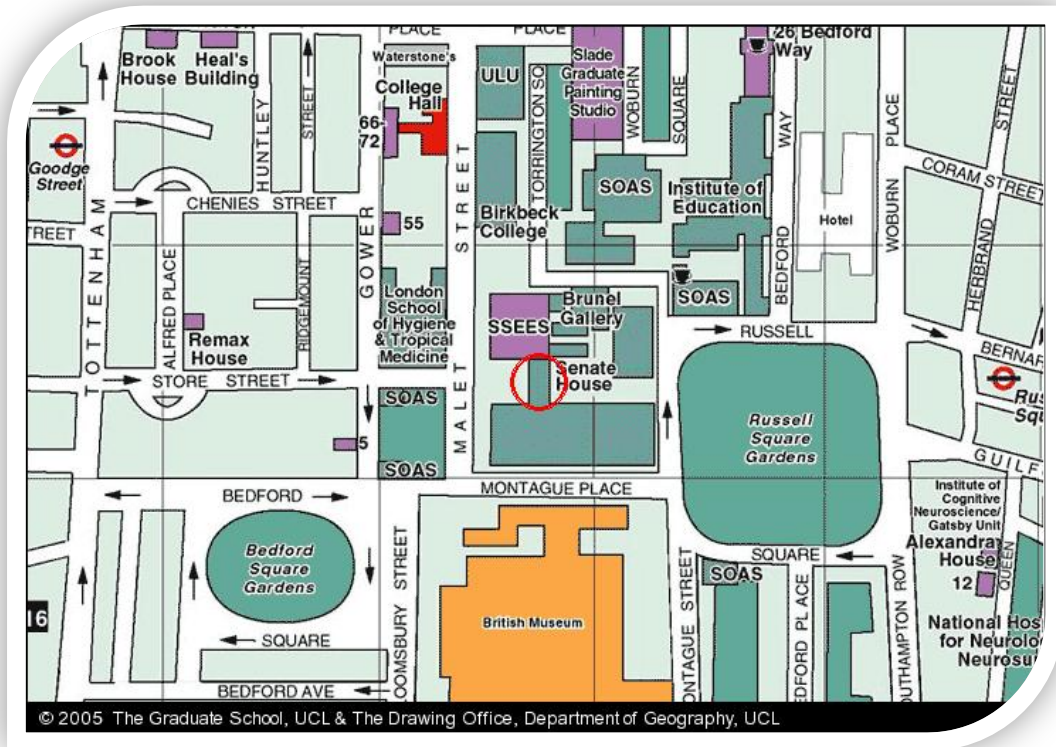 PLACE
PLACE
26 Bedford
Way
Brook
House
Heal's
Building
Waterstone's
College
Hall
66-
72
ULU
Slade
Graduate
Painting
Studio
TORRINGTON SQ
WOBURN
SQUARE
BEDFORD
WAY
WOBURN
PLACE
STREET
CORAM STREET
HERBRAND
Goodge
Street
HUNTLEY
STREET
CHENIES STREET
TREET
TOTTENHAM
ALFRED PLACE
RIDGEMOUNT
GOWER
55
MALET STREET
Birkbeck
College
SOAS
Institute of
Education
Hotel
London
School
of Hygiene
& Tropical
Medicine
SSEES
Brunel
Gallery
SOAS
RUSSELL
Remax
House
STORE STREET
Senate
House
BERNAR
Rus
Squ
SOAS
5
SOAS
Russell
Square
Gardens
GUILF
BEDFORD
MONTAGUE PLACE
Institute of
Cognitive
Neuroscience/
Gatsby Unit
Alexandra
House
12
QUEEN
Bedford
Square
Gardens
LOOMSBURY STREET
British Museum
MONTAGUE STREET
SQUARE
SOAS
BEDFORD PLACE
OUTHAMPTON ROW
National Hos
for Neurolo
Neurosu
16
SQUARE
BEDFORD AVE
© 2005 The Graduate School, UCL & The Drawing Office, Department of Geography, UCL